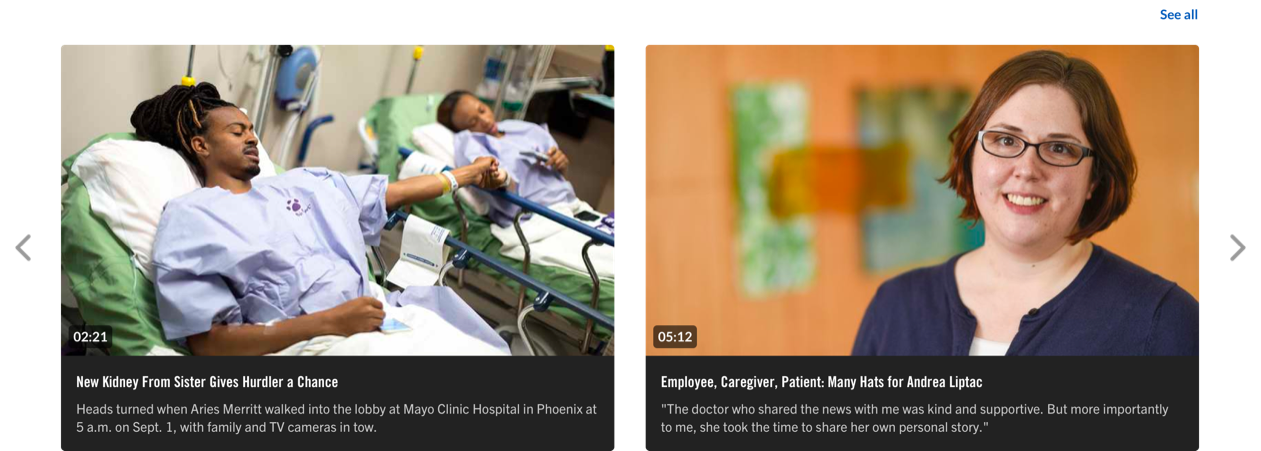 See all
02:21
05:12
New Kidney From Sister Gives Hurdler a Chance
Heads turned when Aries Merritt walked into the lobby at Mayo Clinic Hospital in Phoenix at
5 a.m. on Sept. 1, with family and TV cameras in tow.
Employee, Caregiver, Patient: Many Hats for Andrea Liptac
"The doctor who shared the news with me was kind and supportive. But more importantly
to me, she took the time to share her own personal story."